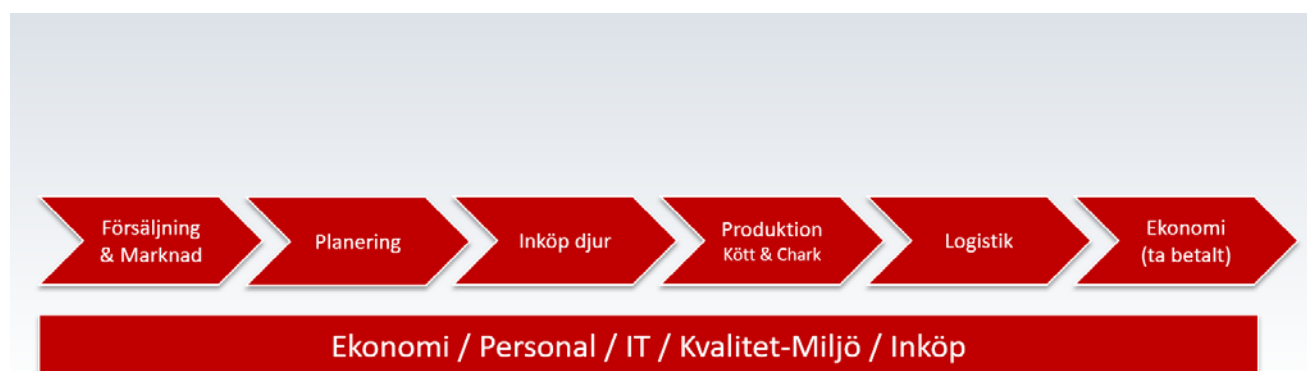 Försäljning
& Marknad
Planering
Inköp djur
Produktion
Kött & Chark
Logistik
Ekonomi
(ta betalt)
Ekonomi / Personal / IT / Kvalitet-Miljö / Inköp